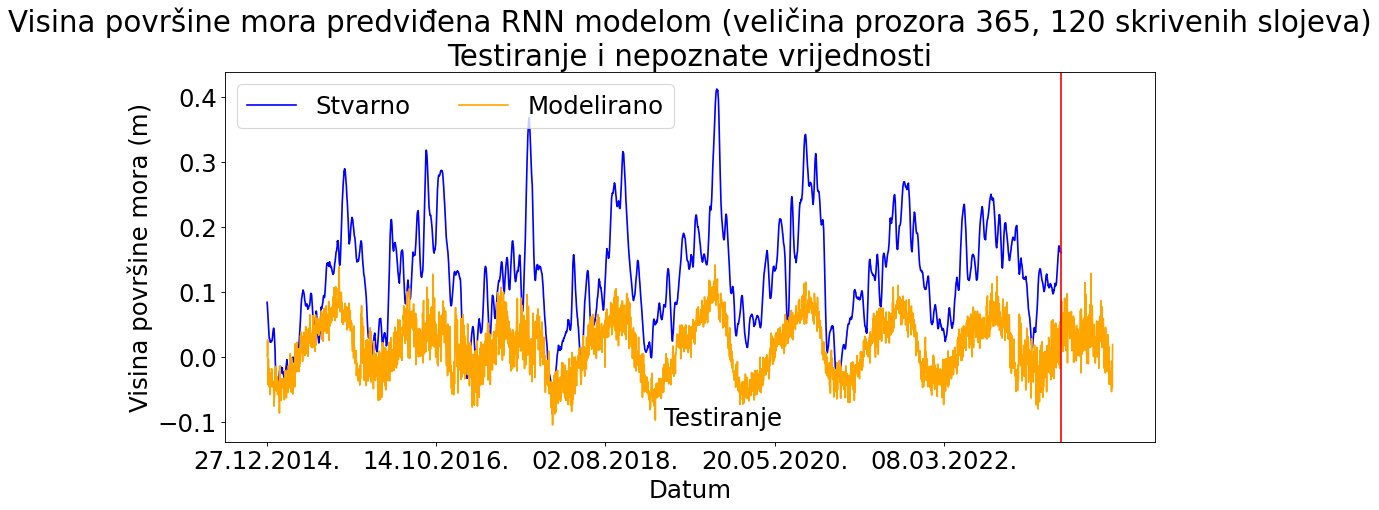 Visina površine mora predviđena RNN modelom (veličina prozora 365, 120 skrivenih slojeva)
Testiranje i nepoznate vrijednosti
Stvarno Modelirano
Visina površine mora (m)
0.4
0.3
0.2
0.1
0.0
−0.1
Testiranje
27.12.2014. 14.10.2016. 02.08.2018. 20.05.2020. 08.03.2022.
Datum